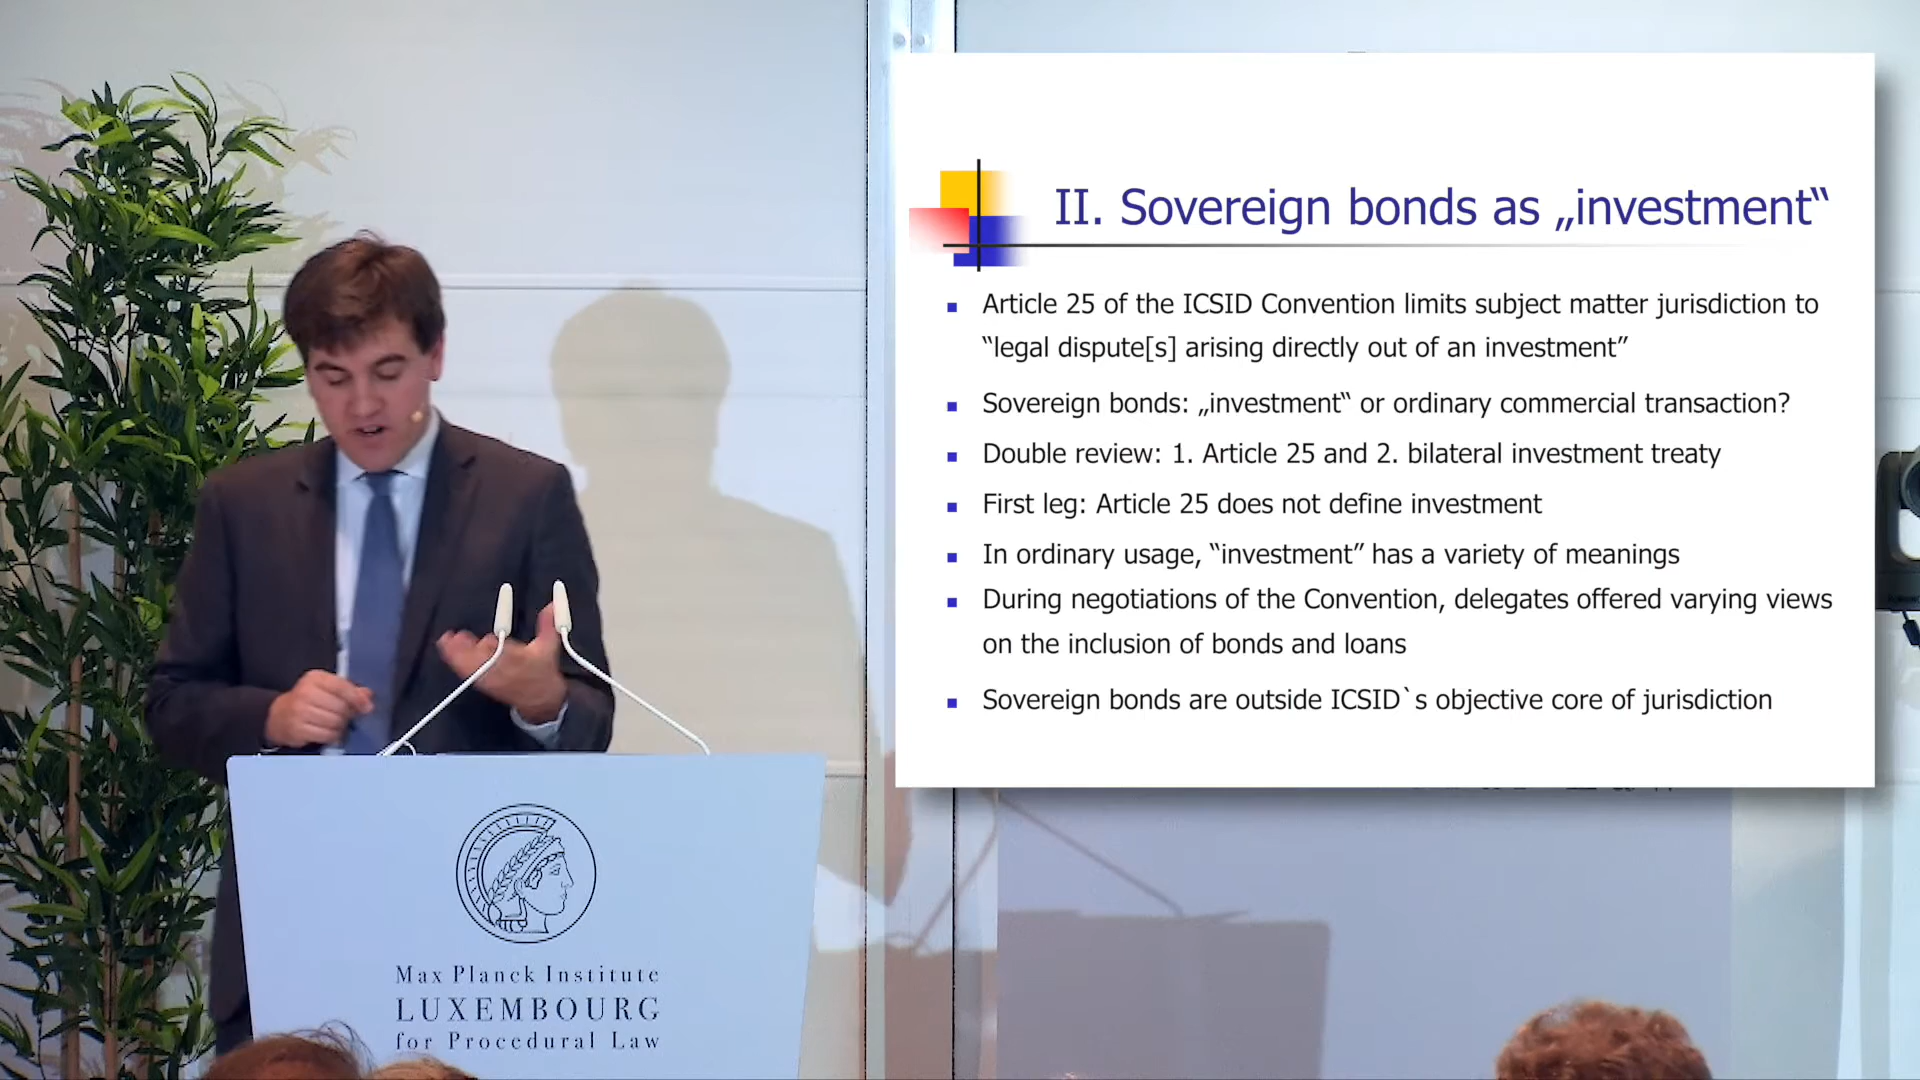 II. Sovereign bonds as „investment“
Article 25 of the ICSID Convention limits subject matter jurisdiction to
“legal dispute[s] arising directly out of an investment”
Sovereign bonds: „investment“ or ordinary commercial transaction?
Double review: 1. Article 25 and 2. bilateral investment treaty
First leg: Article 25 does not define investment
In ordinary usage, “investment” has a variety of meanings
During negotiations of the Convention, delegates offered varying views
on the inclusion of bonds and loans
Sovereign bonds are outside ICSID`s objective core of jurisdiction
Max Planck Institute
LUXEMBOURG
for Procedural Law